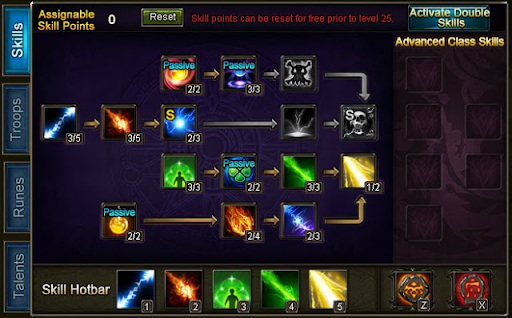 Assignable
Skill Points
0
Reset
Skill points can be reset for free prior to level 25.
Activate Double
Skills
Advanced Class Skills
Skills
Troops
Runes
Talents
Passive
2/2
Passive
3/3
3/5
3/5
S
2/3
S
3/3
Passive
2/2
3/3
1/2
Passive
2/2
2/4
2/3
Skill Hotbar
1
2
3
4
5
Z
X